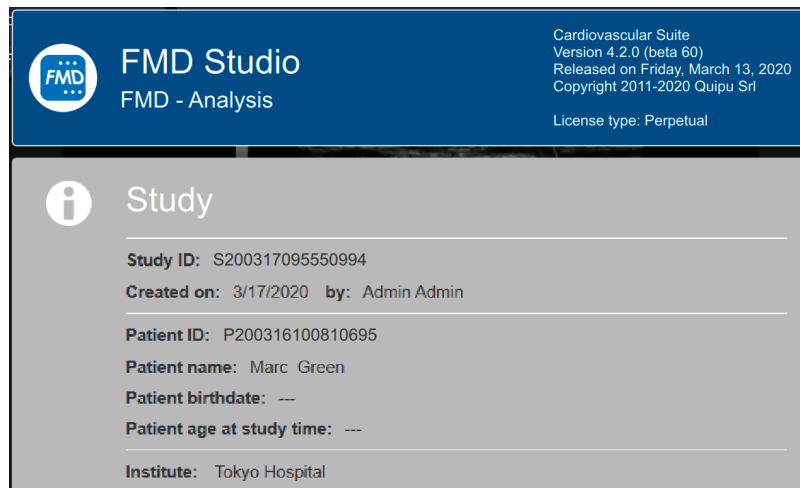 FMD
FMD Studio
FMD - Analysis
Cardiovascular Suite
Version 4.2.0 (beta 60)
Released on Friday, March 13, 2020
Copyright 2011-2020 Quipu Srl
License type: Perpetual
Study
Study ID: S200317095550994
Created on: 3/17/2020 by: Admin Admin
Patient ID: P200316100810695
Patient name: Marc Green
Patient birthdate: ---
Patient age at study time: ---
Institute: Tokyo Hospital